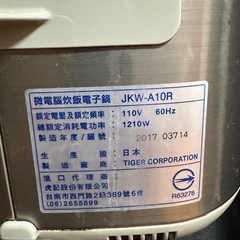 微電腦炊飯電子鍋 JKW-A10R
額定電壓及額定頻率： 110V 60Hz
總額定消耗電功率： 1210W
製造年度／編號： 2017 03714
生產國： 日本
製造廠商： TIGER CORPORATION
進口代理商：
虎記股份有限公司
台南市西門路2段389號6樓
(06)2655899
R63276